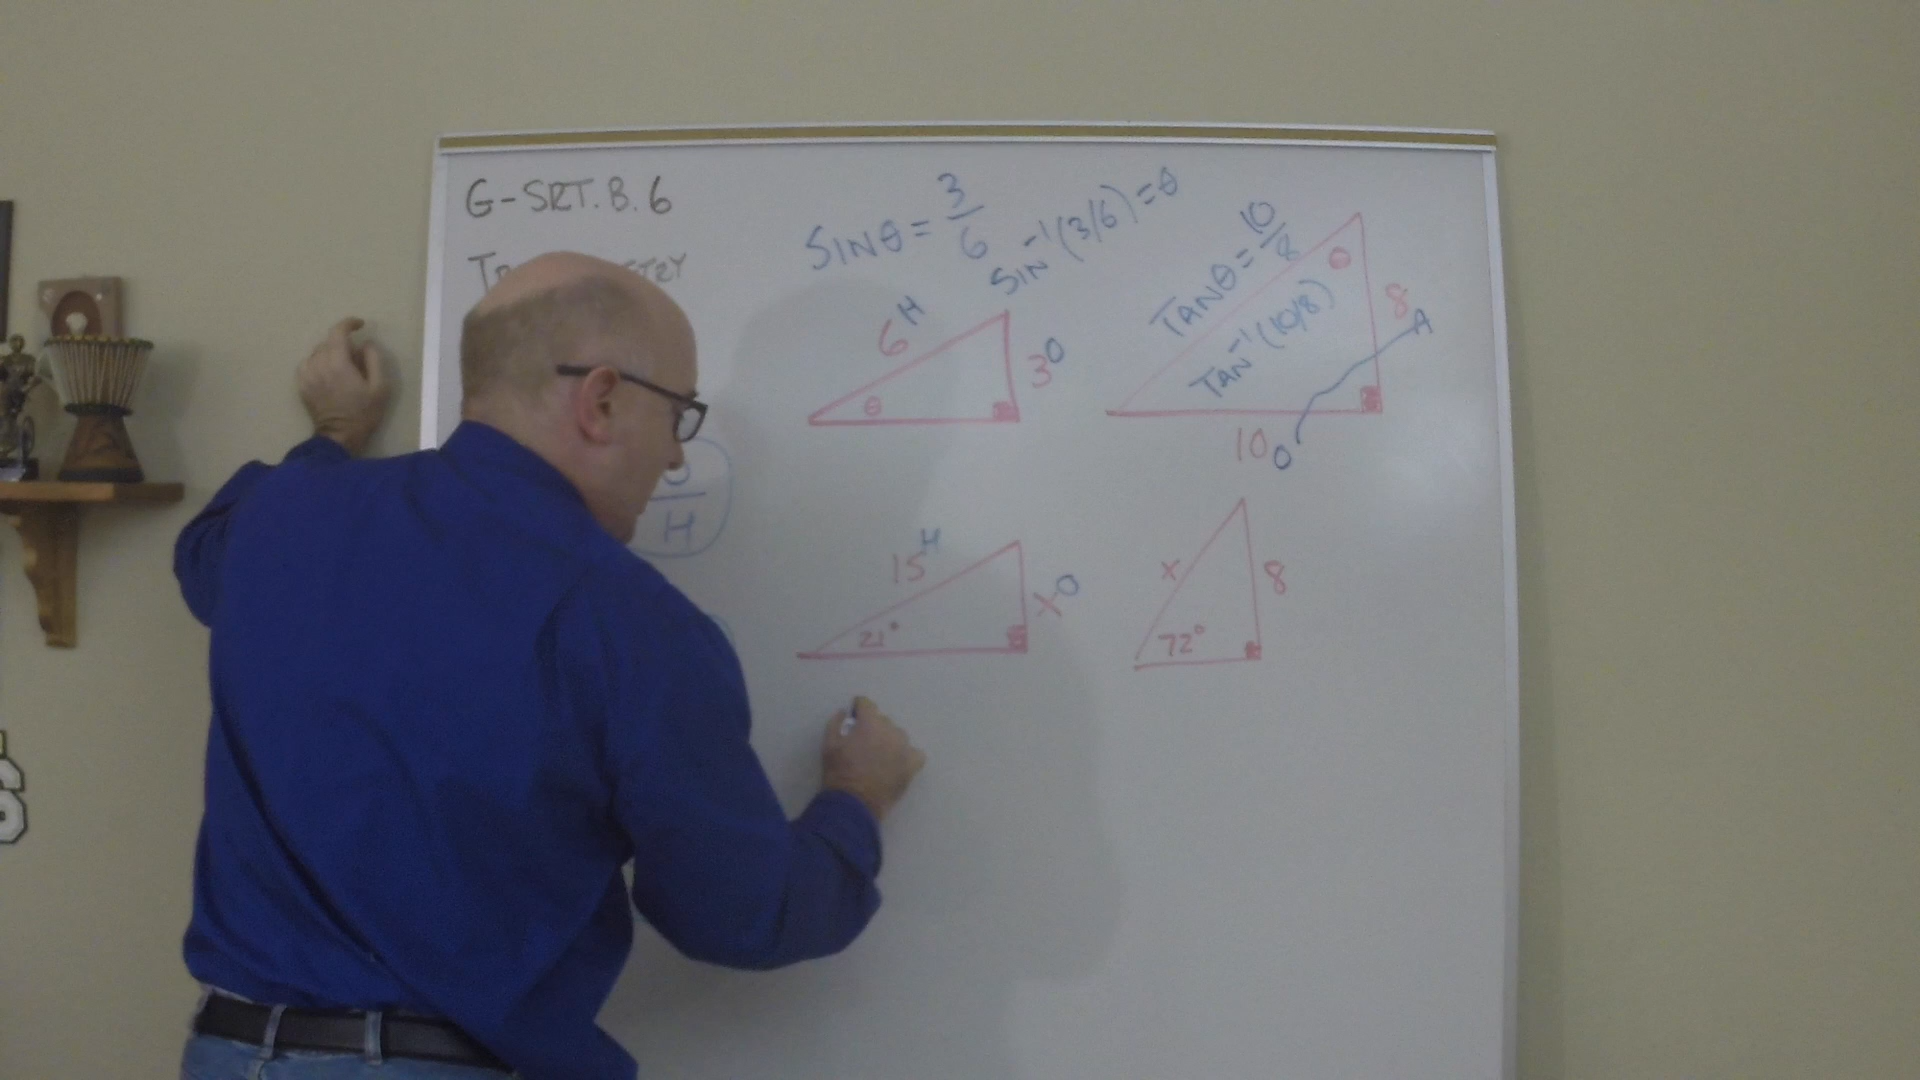 G-SRT.B.6
SINθ = 3/6
SIN⁻¹(3/6) = θ
6 H
3 O
θ
TANθ = 10/8
TAN⁻¹(10/8)
θ
8 A
10 O
O
H
15 H
X O
21°
X
8
72°